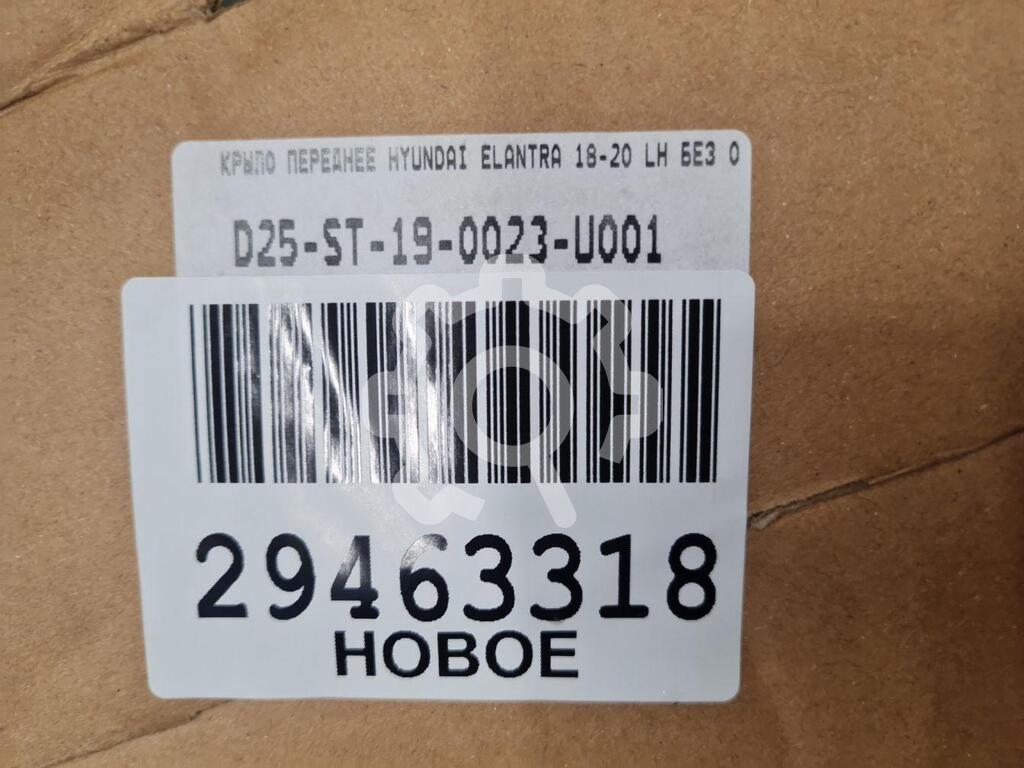 КРЫЛО ПЕРЕДНЕЕ HYUNDAI ELANTRA 18-20 LH БЕЗ О
D25-ST-19-0023-U001
29463318
НОВОЕ